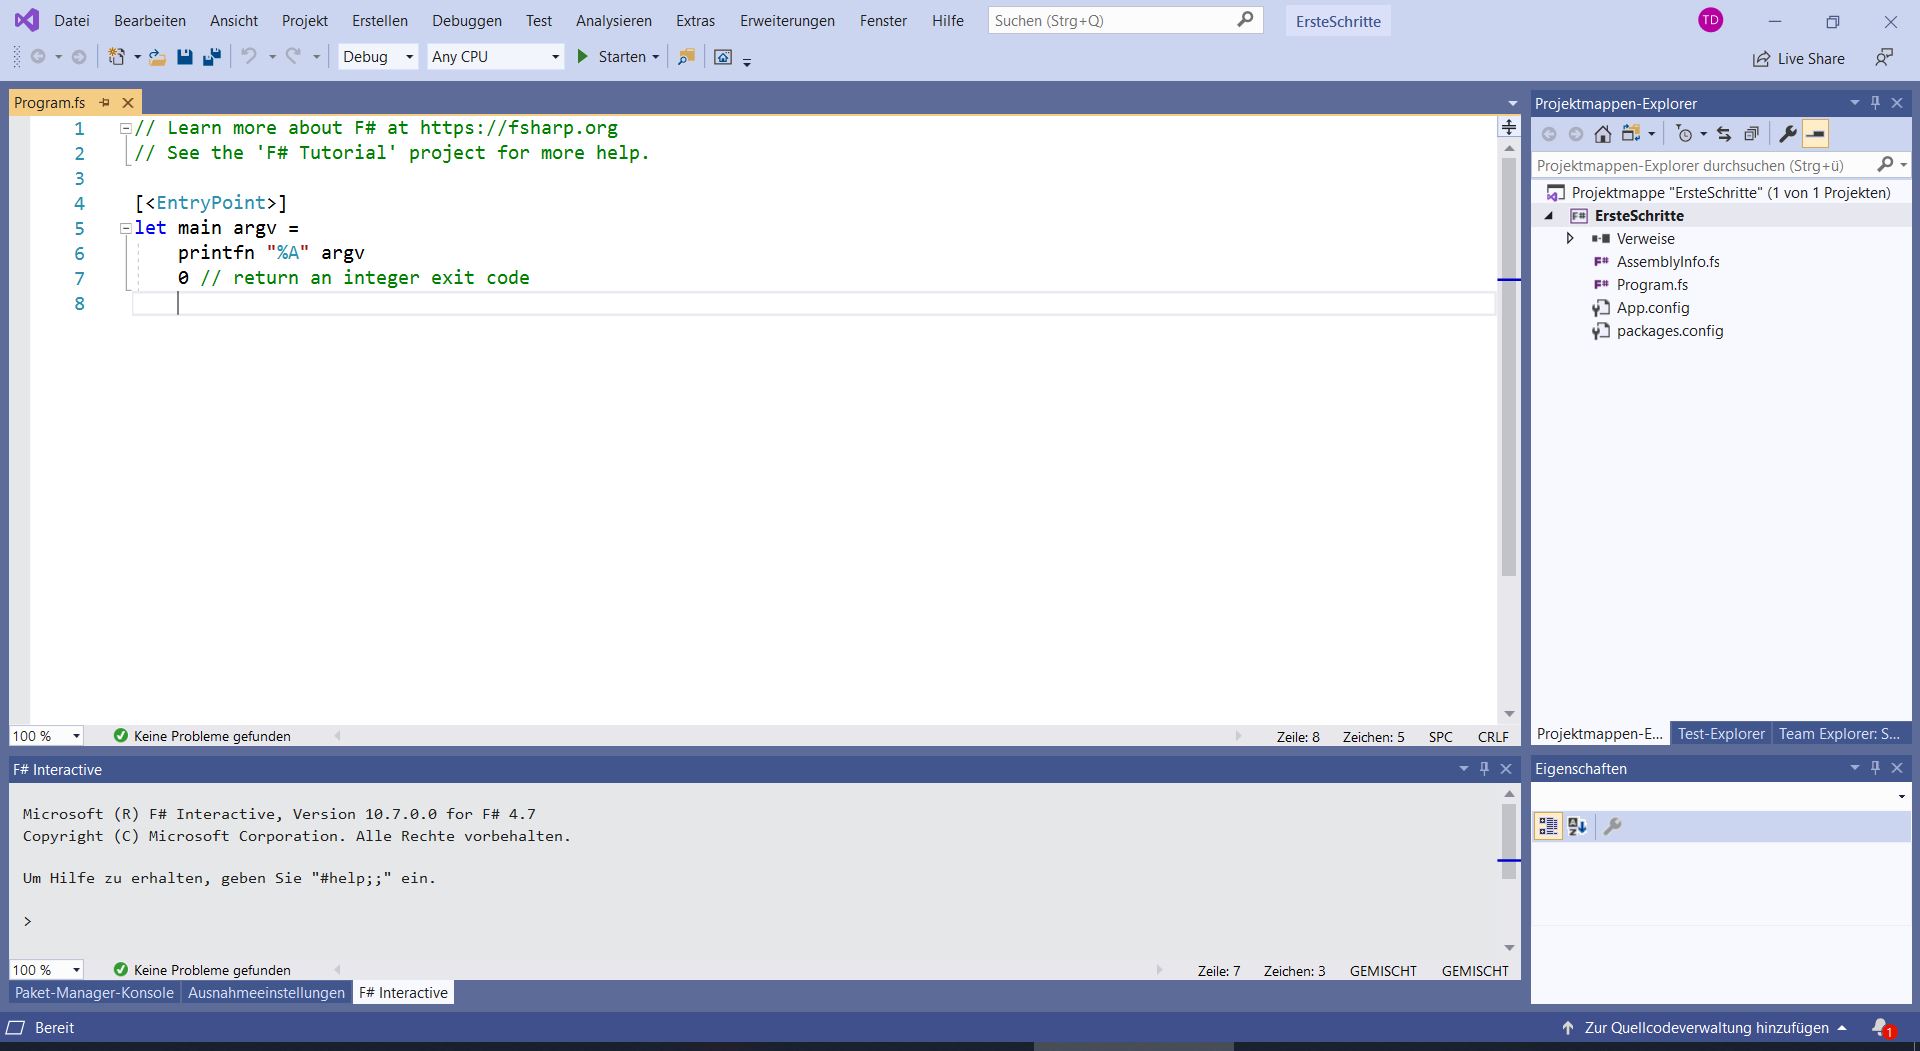 Datei Bearbeiten Ansicht Projekt Erstellen Debuggen Test Analysieren Extras Erweiterungen Fenster Hilfe Suchen (Strg+Q) ErsteSchritte TD
Debug Any CPU Starten Live Share
Program.fs
1 // Learn more about F# at https://fsharp.org
2 // See the 'F# Tutorial' project for more help.
3
4 [<EntryPoint>]
5 let main argv =
6 printfn "%A" argv
7 0 // return an integer exit code
8
100 % Keine Probleme gefunden Zeile: 8 Zeichen: 5 SPC CRLF
F# Interactive
Microsoft (R) F# Interactive, Version 10.7.0.0 for F# 4.7
Copyright (C) Microsoft Corporation. Alle Rechte vorbehalten.
Um Hilfe zu erhalten, geben Sie "#help;;" ein.
>
100 % Keine Probleme gefunden Zeile: 7 Zeichen: 3 GEMISCHT GEMISCHT
Paket-Manager-Konsole Ausnahmeeinstellungen F# Interactive
Projektmappen-Explorer
Projektmappen-Explorer durchsuchen (Strg+ü)
Projektmappe "ErsteSchritte" (1 von 1 Projekten)
F# ErsteSchritte
Verweise
F# AssemblyInfo.fs
F# Program.fs
App.config
packages.config
Projektmappen-E... Test-Explorer Team Explorer: S...
Eigenschaften
Bereit Zur Quellcodeverwaltung hinzufügen 1